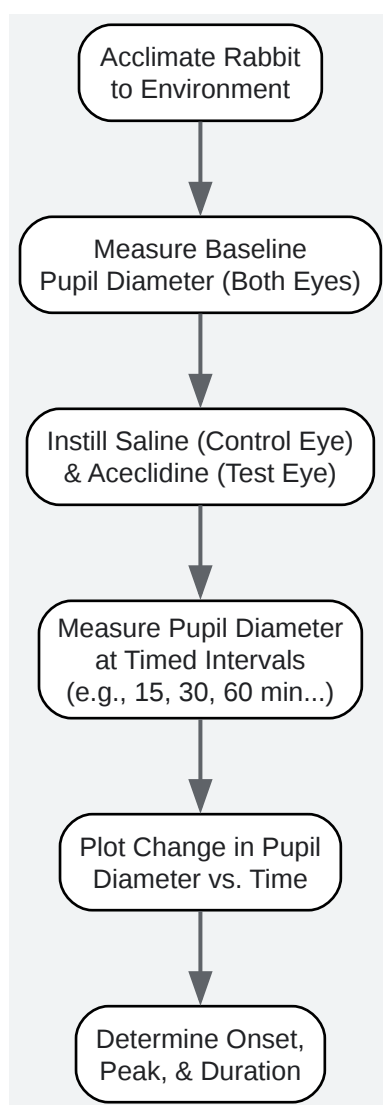 Acclimate Rabbit
to Environment
Measure Baseline
Pupil Diameter (Both Eyes)
Instill Saline (Control Eye)
& Aceclidine (Test Eye)
Measure Pupil Diameter
at Timed Intervals
(e.g., 15, 30, 60 min...)
Plot Change in Pupil
Diameter vs. Time
Determine Onset,
Peak, & Duration